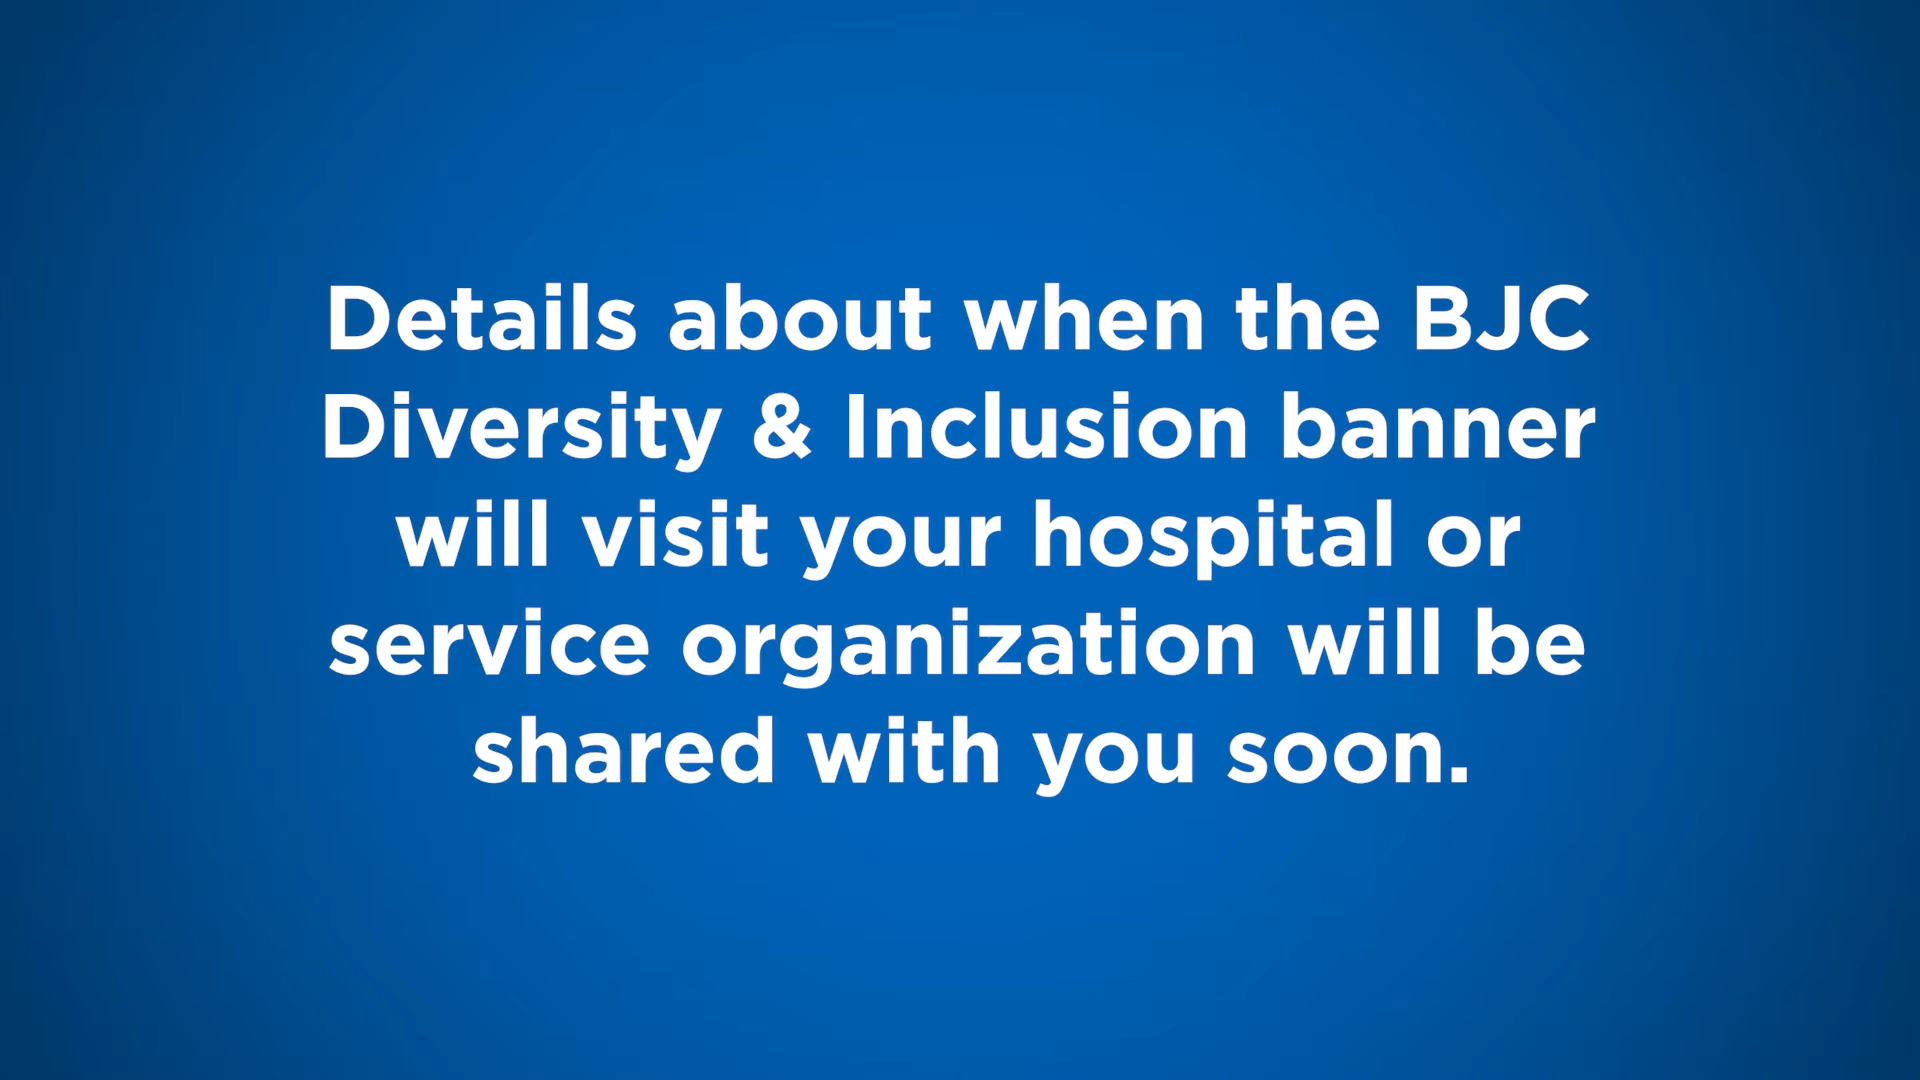 Details about when the BJC
Diversity & Inclusion banner
will visit your hospital or
service organization will be
shared with you soon.